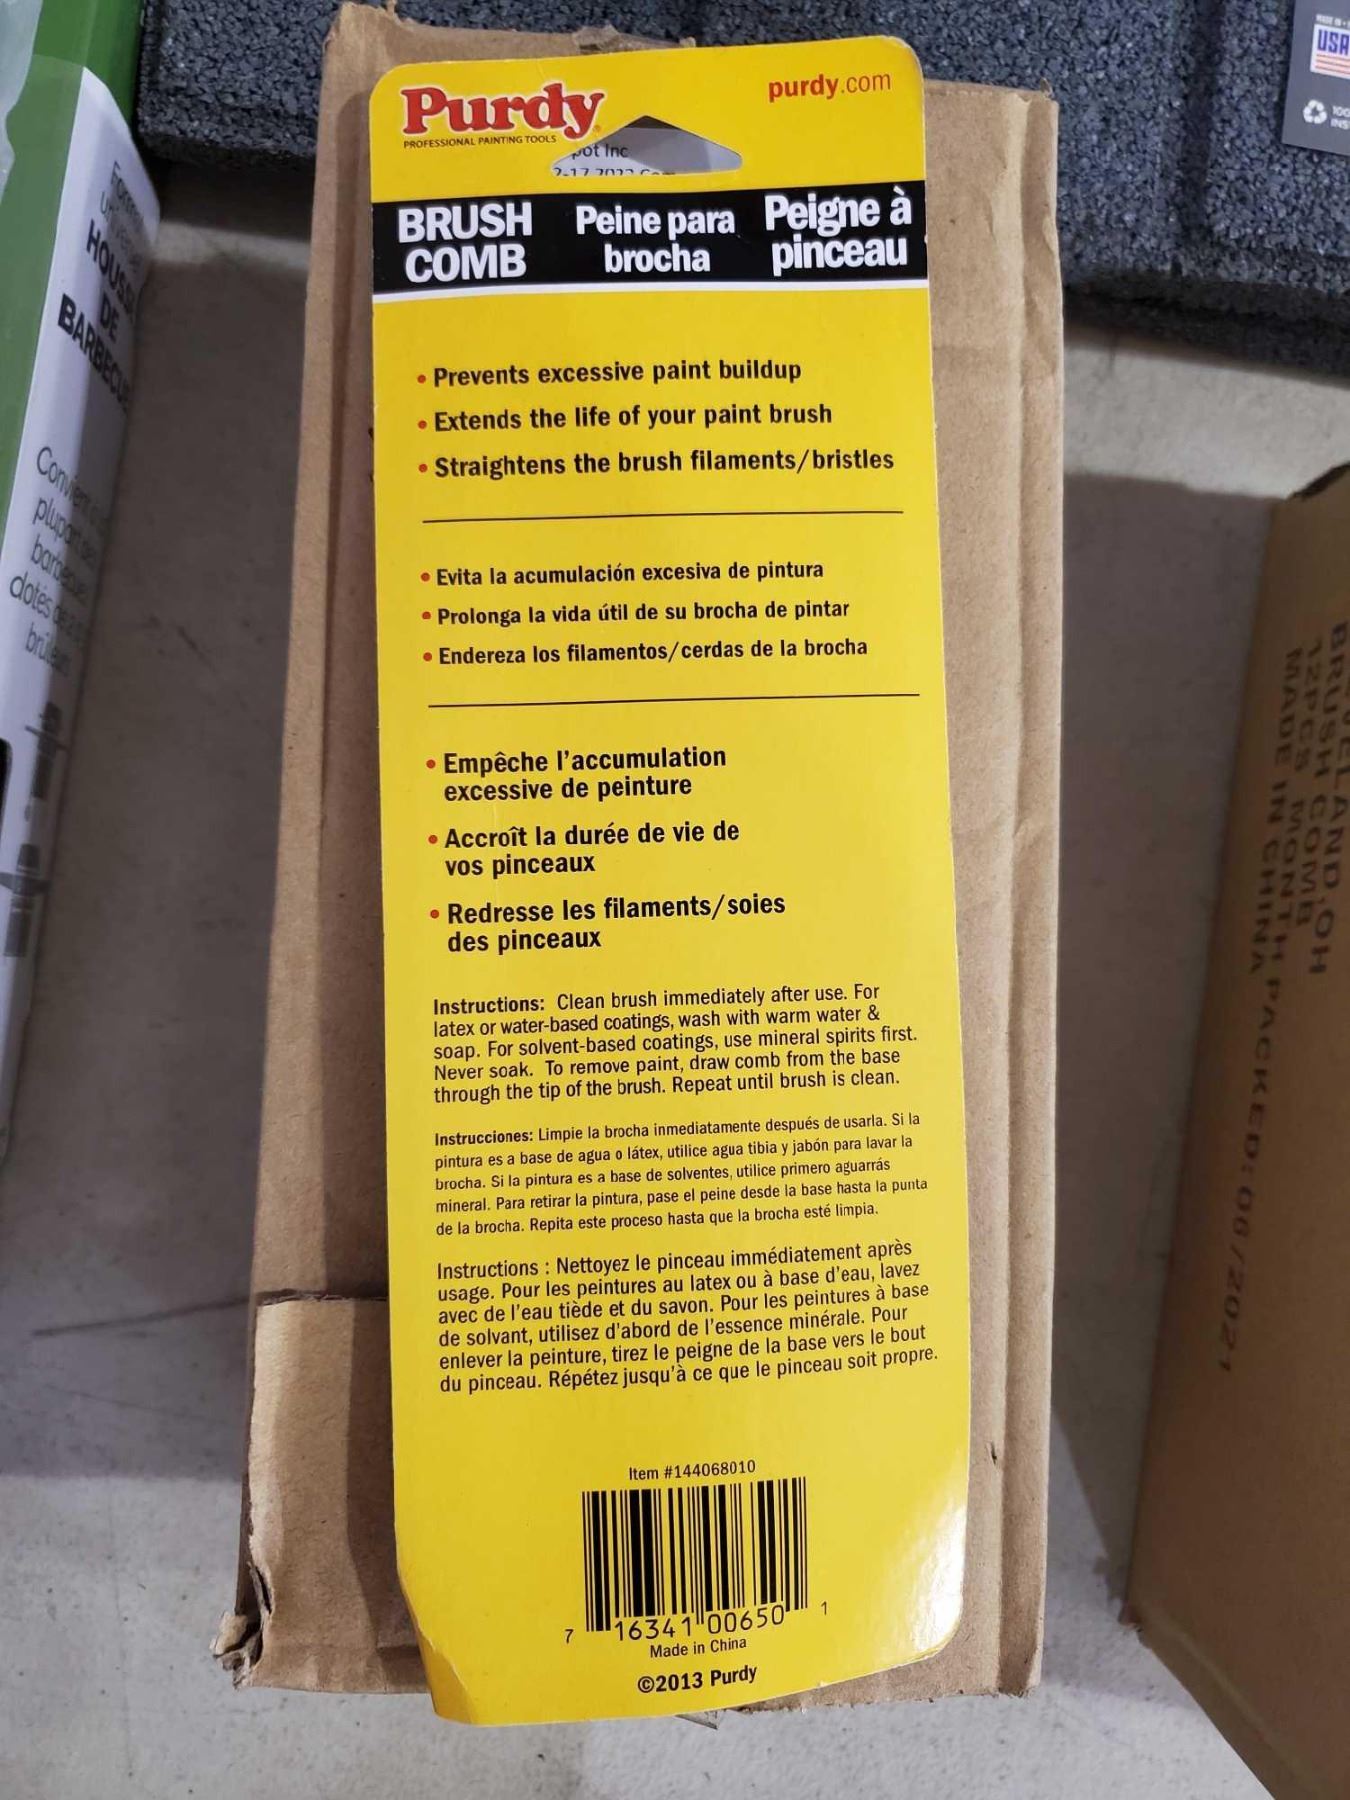 Purdy
PROFESSIONAL PAINTING TOOLS
purdy.com
pot Inc
BRUSH
COMB
Peine para
brocha
Peigne à
pinceau
• Prevents excessive paint buildup
• Extends the life of your paint brush
• Straightens the brush filaments/bristles
• Evita la acumulación excesiva de pintura
• Prolonga la vida útil de su brocha de pintar
• Endereza los filamentos/cerdas de la brocha
• Empêche l'accumulation
excessive de peinture
• Accroît la durée de vie de
vos pinceaux
• Redresse les filaments/soies
des pinceaux
Instructions: Clean brush immediately after use. For
latex or water-based coatings, wash with warm water &
soap. For solvent-based coatings, use mineral spirits first.
Never soak. To remove paint, draw comb from the base
through the tip of the brush. Repeat until brush is clean.
Instrucciones: Limpie la brocha inmediatamente después de usarla. Si la
pintura es a base de agua o látex, utilice agua tibia y jabón para lavar la
brocha. Si la pintura es a base de solventes, utilice primero aguarrás
mineral. Para retirar la pintura, pase el peine desde la base hasta la punta
de la brocha. Repita este proceso hasta que la brocha esté limpia.
Instructions : Nettoyez le pinceau immédiatement après
usage. Pour les peintures au latex ou à base d'eau, lavez
avec de l'eau tiède et du savon. Pour les peintures à base
de solvant, utilisez d'abord de l'essence minérale. Pour
enlever la peinture, tirez le peigne de la base vers le bout
du pinceau. Répétez jusqu'à ce que le pinceau soit propre.
Item #144068010
7 16341 00650 1
Made in China
©2013 Purdy
DE
BARBECUE
dotés
USA
100
BRUSH COMB
12PCS MONTH PACKED:06/2021
MADE IN CHINA